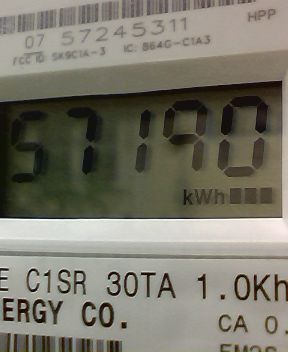 07 57245311
HPP
FCC ID SK9C1A-3 IC: 864G-C1A3
57190
kWh
E C1SR 30TA 1.0Kh
ERGY CO.
CA 0.